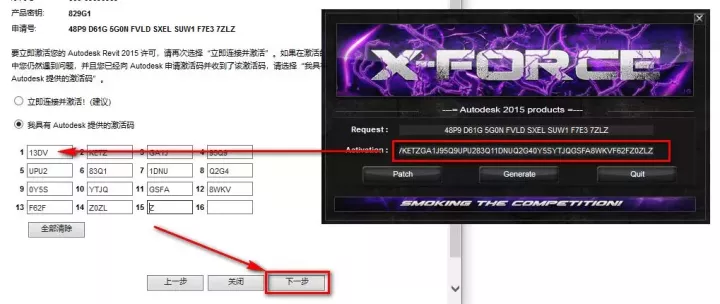 产品密钥: 829G1
申请号: 48P9 D61G 5G0N FVLD SXEL SUW1 F7E3 7ZLZ
要立即激活您的 Autodesk Revit 2015 许可，请再次选择“立即连接并激活”。如果在激活
中您仍然遇到问题，并且您已经向 Autodesk 申请激活码并收到了该激活码，请选择“我具
Autodesk 提供的激活码”。
立即连接并激活! (建议)
我具有 Autodesk 提供的激活码
1 13DV 2 KETZ 3 GA1J 4 95Q9
5 UPU2 6 83Q1 7 1DNU 8 Q2G4
9 0YSS 10 YTJQ 11 GSFA 12 8WKV
13 F62F 14 Z0ZL 15 Z 16
全部清除
上一步 关闭 下一步
X-FORCE
---= Autodesk 2015 products =---
Request : 48P9 D61G 5G0N FVLD SXEL SUW1 F7E3 7ZLZ
Activation : VKETZGA1J95Q9UPU283Q11DNUQ2G40YSSYTJQGSFA8WKVF62FZ0ZLZ
Patch Generate Quit
SMOKING THE COMPETITION!